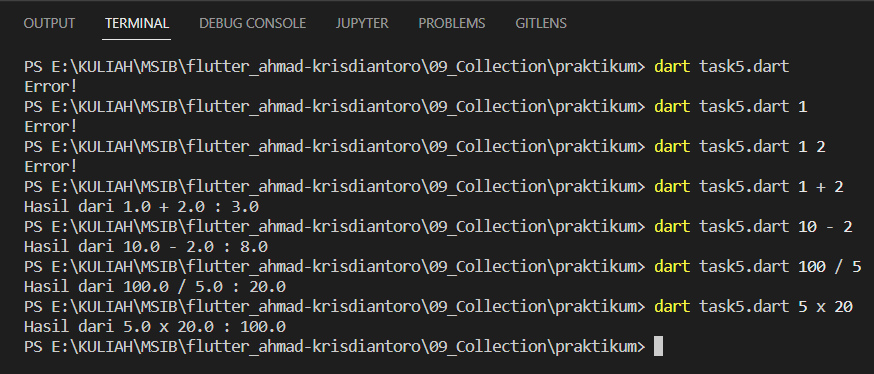 OUTPUT TERMINAL DEBUG CONSOLE JUPYTER PROBLEMS GITLENS
PS E:\KULIAH\MSIB\flutter_ahmad-krisdiantoro\09_Collection\praktikum> dart task5.dart
Error!
PS E:\KULIAH\MSIB\flutter_ahmad-krisdiantoro\09_Collection\praktikum> dart task5.dart 1
Error!
PS E:\KULIAH\MSIB\flutter_ahmad-krisdiantoro\09_Collection\praktikum> dart task5.dart 1 2
Error!
PS E:\KULIAH\MSIB\flutter_ahmad-krisdiantoro\09_Collection\praktikum> dart task5.dart 1 + 2
Hasil dari 1.0 + 2.0 : 3.0
PS E:\KULIAH\MSIB\flutter_ahmad-krisdiantoro\09_Collection\praktikum> dart task5.dart 10 - 2
Hasil dari 10.0 - 2.0 : 8.0
PS E:\KULIAH\MSIB\flutter_ahmad-krisdiantoro\09_Collection\praktikum> dart task5.dart 100 / 5
Hasil dari 100.0 / 5.0 : 20.0
PS E:\KULIAH\MSIB\flutter_ahmad-krisdiantoro\09_Collection\praktikum> dart task5.dart 5 x 20
Hasil dari 5.0 x 20.0 : 100.0
PS E:\KULIAH\MSIB\flutter_ahmad-krisdiantoro\09_Collection\praktikum>